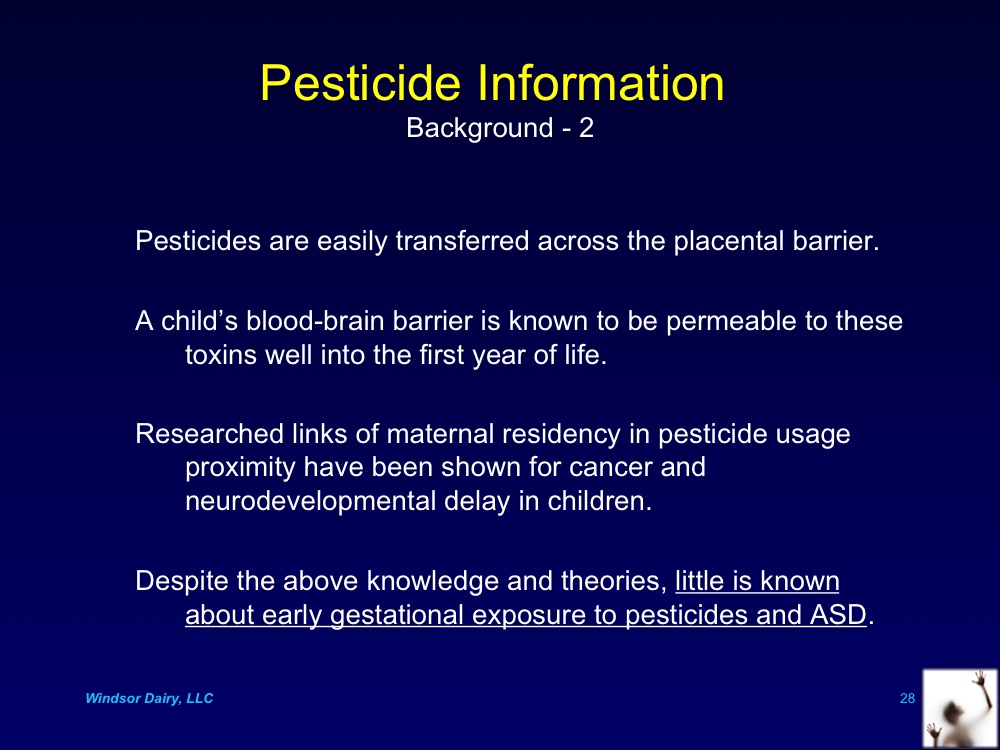 Pesticide Information
Background - 2
Pesticides are easily transferred across the placental barrier.
A child’s blood-brain barrier is known to be permeable to these
toxins well into the first year of life.
Researched links of maternal residency in pesticide usage
proximity have been shown for cancer and
neurodevelopmental delay in children.
Despite the above knowledge and theories, little is known
about early gestational exposure to pesticides and ASD.
Windsor Dairy, LLC
28